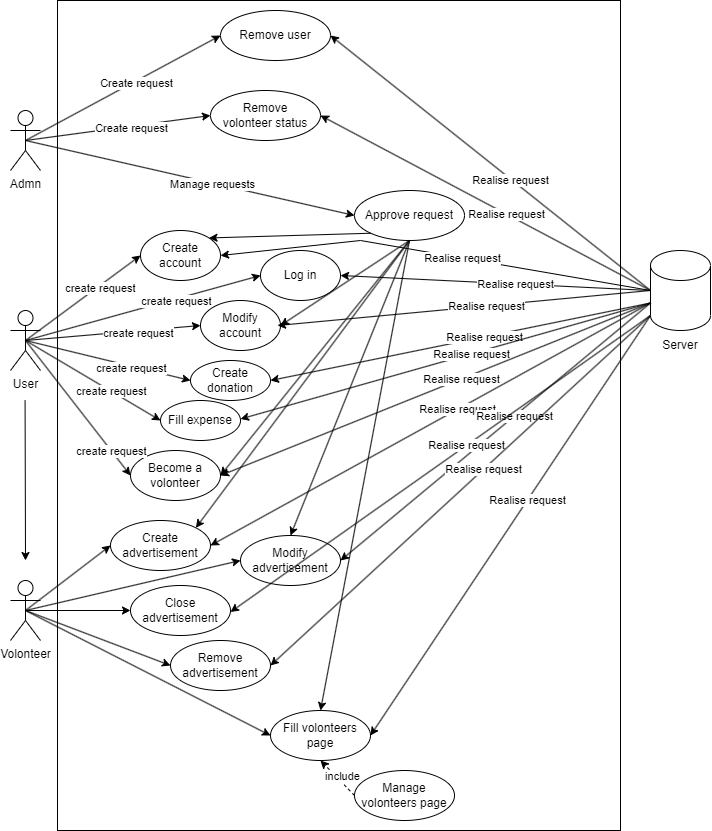 Remove user
Create request
Remove
volunteer status
Create request
Admn
Manage requests
Realise request
Approve request
Realise request
Create
account
Realise request
Log in
create request
Realise request
create request
Modify
account
Realise request
create request
Server
User
Realise request
Realise request
create request
Create
donation
Realise request
create request
Fill expense
Realise request
Realise request
Become a
volunteer
create request
Realise request
Realise request
Realise request
Create
advertisement
Modify
advertisement
Close
advertisement
Volonteer
Remove
advertisement
Fill volonteers
page
include
Manage
volonteers page